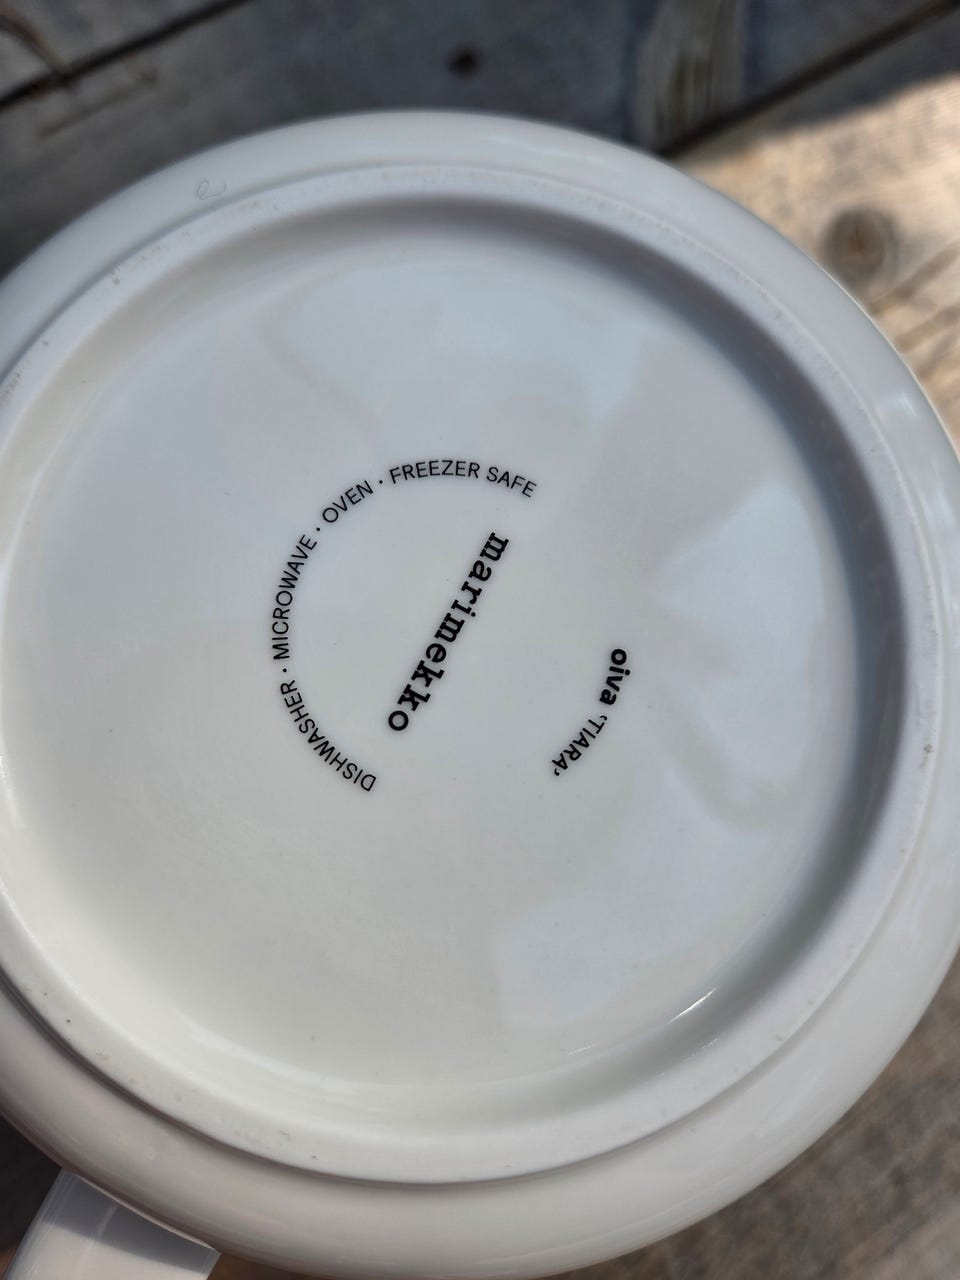 DISHWASHER · MICROWAVE · OVEN · FREEZER SAFE
marimekko
oiva 'TIARA'